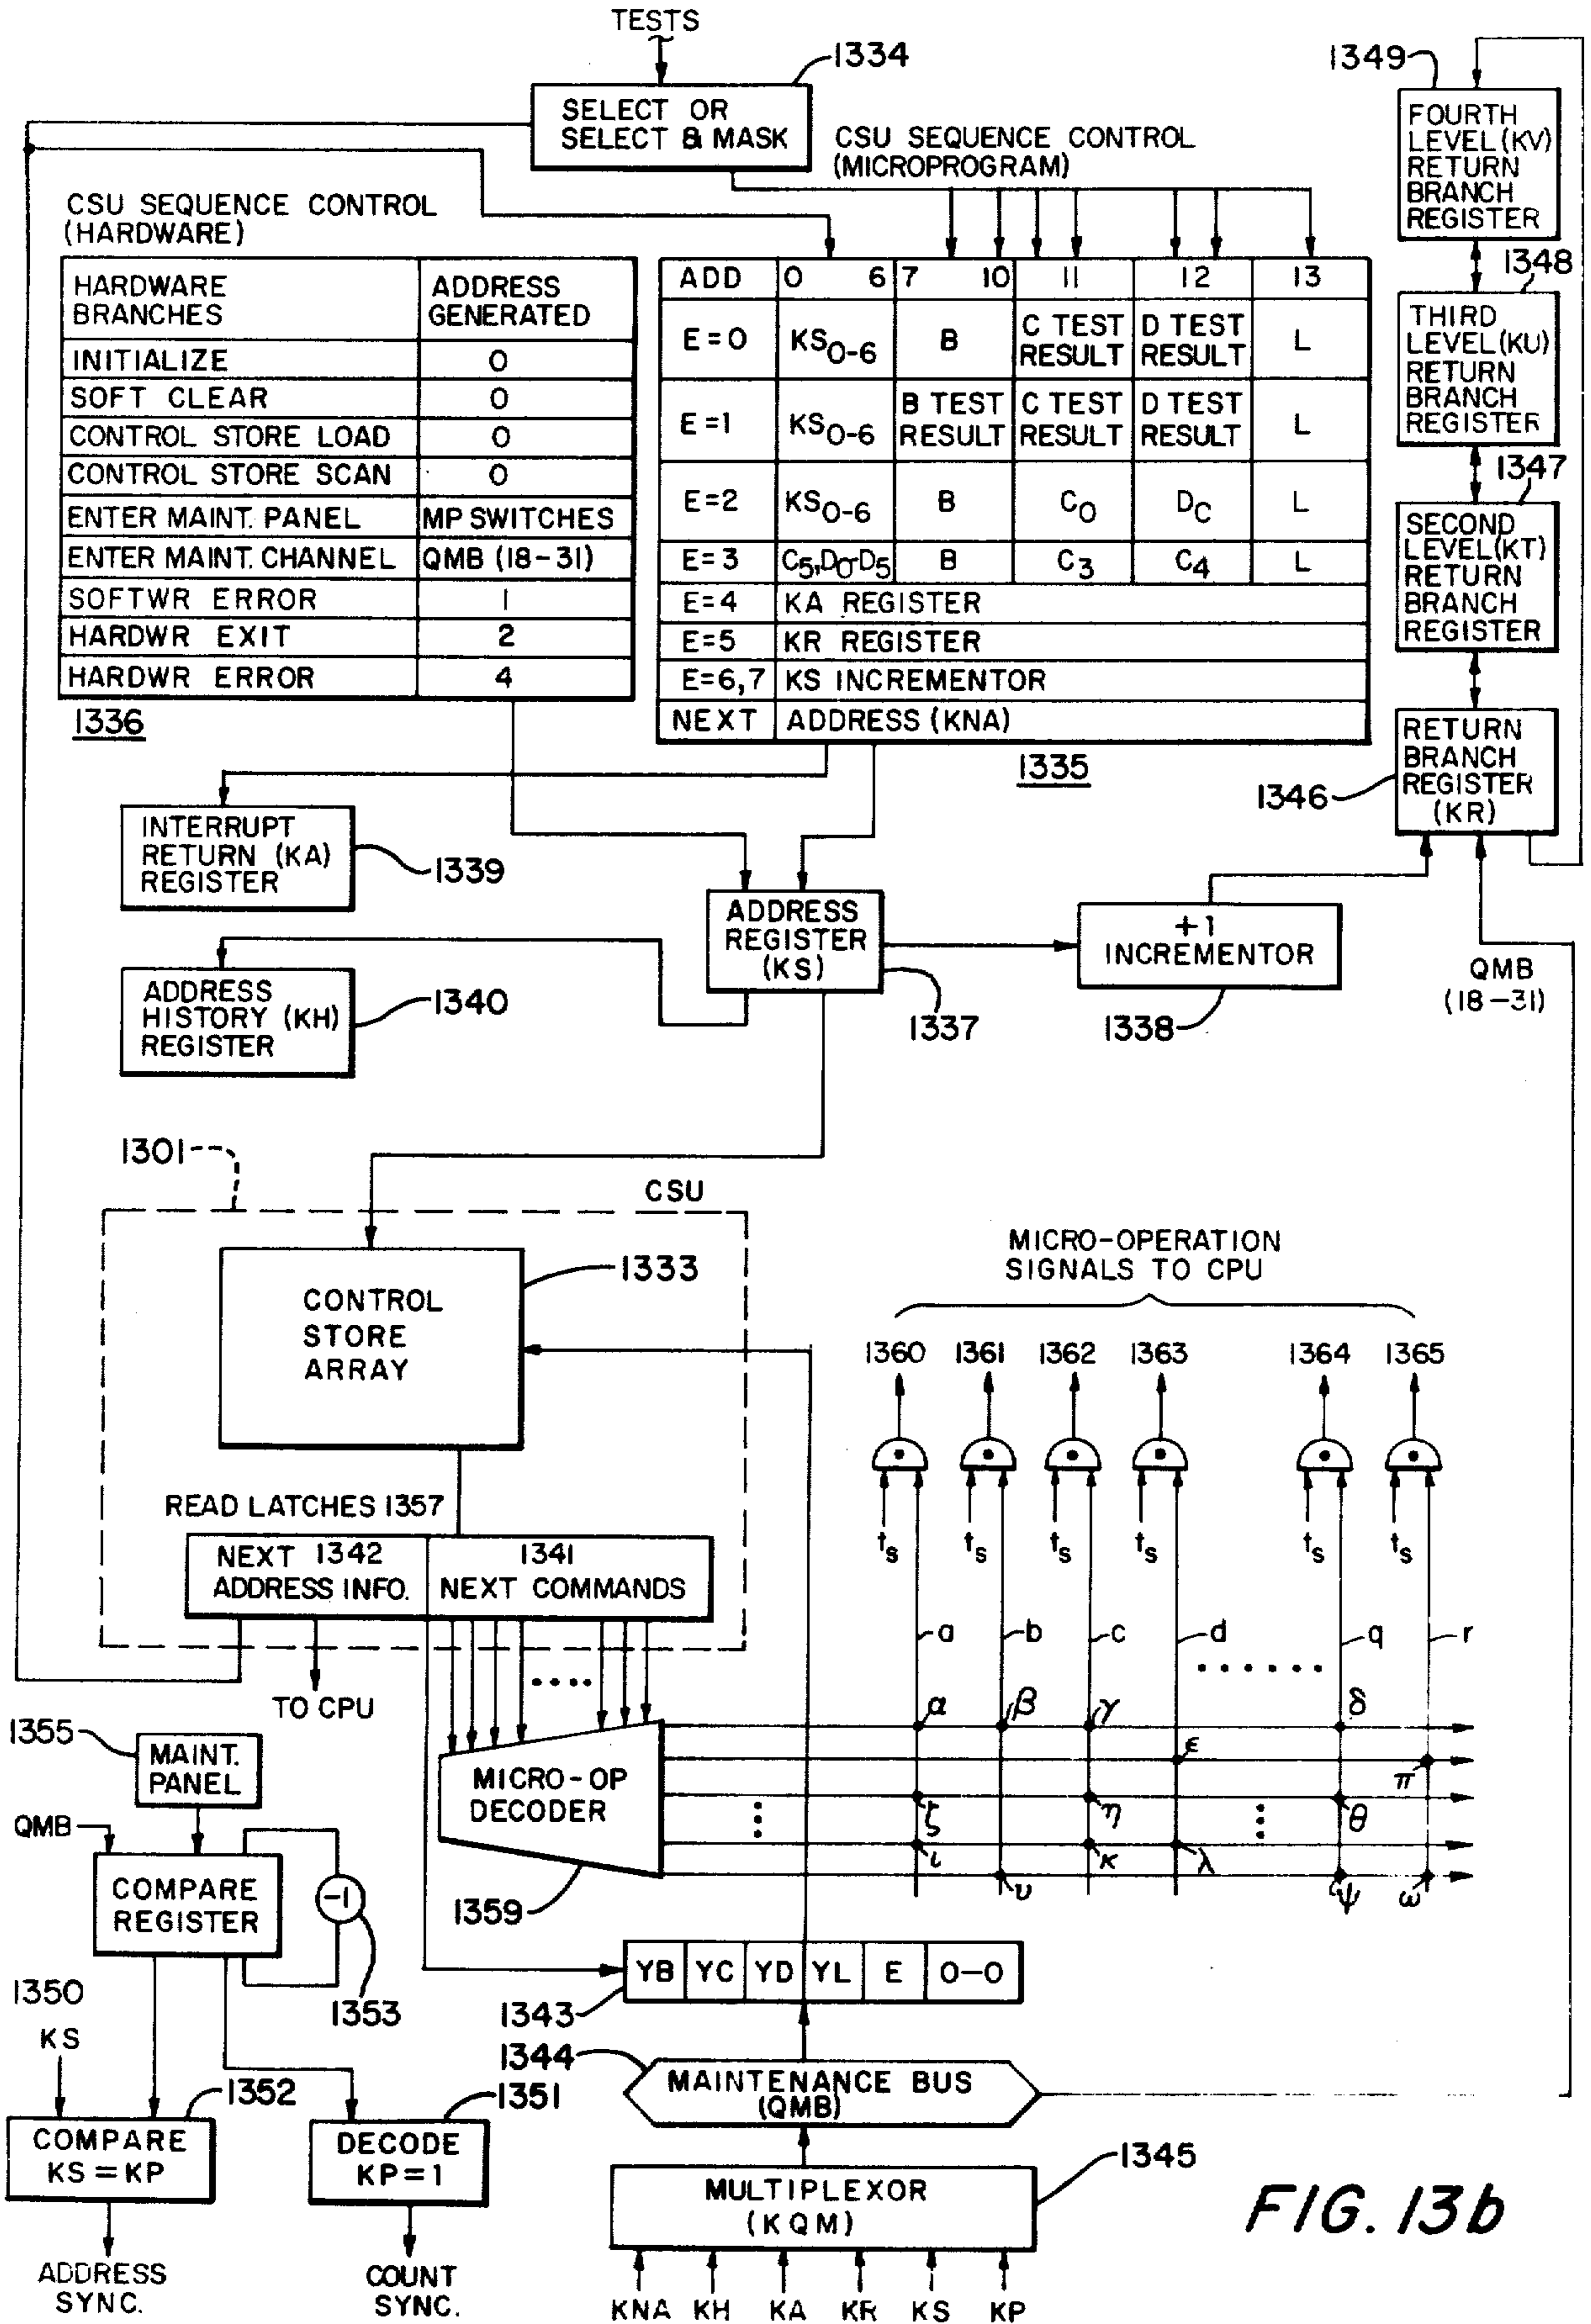 TESTS
1334
SELECT OR
SELECT & MASK
CSU SEQUENCE CONTROL
(MICROPROGRAM)
1349
FOURTH
LEVEL (KV)
RETURN
BRANCH
REGISTER
1348
THIRD
LEVEL (KU)
RETURN
BRANCH
REGISTER
1347
SECOND
LEVEL (KT)
RETURN
BRANCH
REGISTER
RETURN
BRANCH
REGISTER
(KR)
1346
CSU SEQUENCE CONTROL
(HARDWARE)
HARDWARE BRANCHES ADDRESS GENERATED
INITIALIZE 0
SOFT CLEAR 0
CONTROL STORE LOAD 0
CONTROL STORE SCAN 0
ENTER MAINT. PANEL MP SWITCHES
ENTER MAINT. CHANNEL QMB (18-31)
SOFTWR ERROR 1
HARDWR EXIT 2
HARDWR ERROR 4
1336
ADD 0 6 7 10 11 12 13
E=0 KS0-6 B C TEST RESULT D TEST RESULT L
E=1 KS0-6 B TEST RESULT C TEST RESULT D TEST RESULT L
E=2 KS0-6 B C0 DC L
E=3 C5,D0-D5 B C3 C4 L
E=4 KA REGISTER
E=5 KR REGISTER
E=6,7 KS INCREMENTOR
NEXT ADDRESS (KNA)
1335
INTERRUPT
RETURN (KA)
REGISTER
1339
ADDRESS
REGISTER
(KS)
1337
+1
INCREMENTOR
1338
QMB
(18-31)
ADDRESS
HISTORY (KH)
REGISTER
1340
1301
CSU
CONTROL
STORE
ARRAY
1333
MICRO-OPERATION
SIGNALS TO CPU
1360 1361 1362 1363 1364 1365
ts ts ts ts ts ts
READ LATCHES 1357
NEXT 1342
ADDRESS INFO.
1341
NEXT COMMANDS
a b c d q r
TO CPU
α β γ δ
ε π
ζ η θ
ι κ λ
υ ψ ω
MICRO-OP
DECODER
1359
1355
MAINT.
PANEL
QMB
COMPARE
REGISTER
-1
1353
1350
KS
1352
COMPARE
KS = KP
ADDRESS
SYNC.
1351
DECODE
KP = 1
COUNT
SYNC.
YB YC YD YL E 0-0
1343
1344
MAINTENANCE BUS
(QMB)
1345
MULTIPLEXOR
(KQM)
KNA KH KA KR KS KP
FIG. 13b